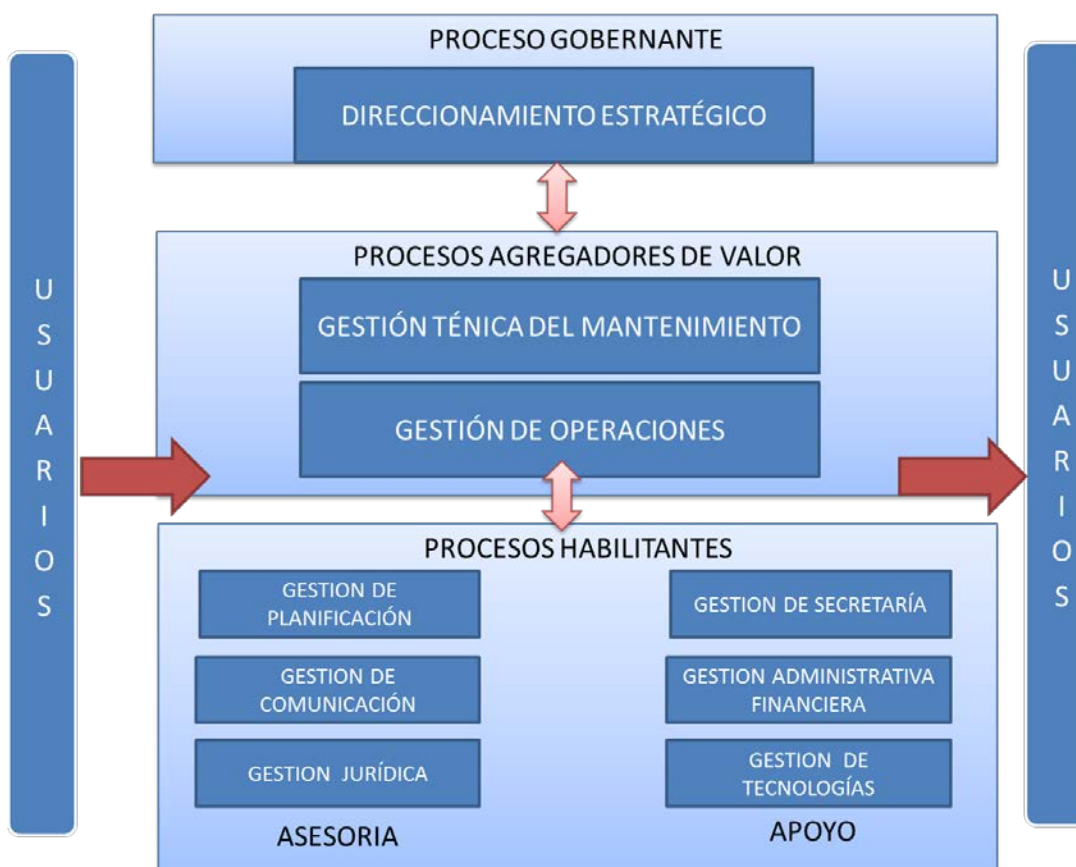 PROCESO GOBERNANTE
DIRECCIONAMIENTO ESTRATÉGICO
USUARIOS
PROCESOS AGREGADORES DE VALOR
GESTIÓN TÉNICA DEL MANTENIMIENTO
GESTIÓN DE OPERACIONES
USUARIOS
PROCESOS HABILITANTES
GESTION DE
PLANIFICACIÓN
GESTION DE SECRETARÍA
GESTION DE
COMUNICACIÓN
GESTION ADMINISTRATIVA
FINANCIERA
GESTION JURÍDICA
GESTION DE
TECNOLOGÍAS
ASESORIA
APOYO